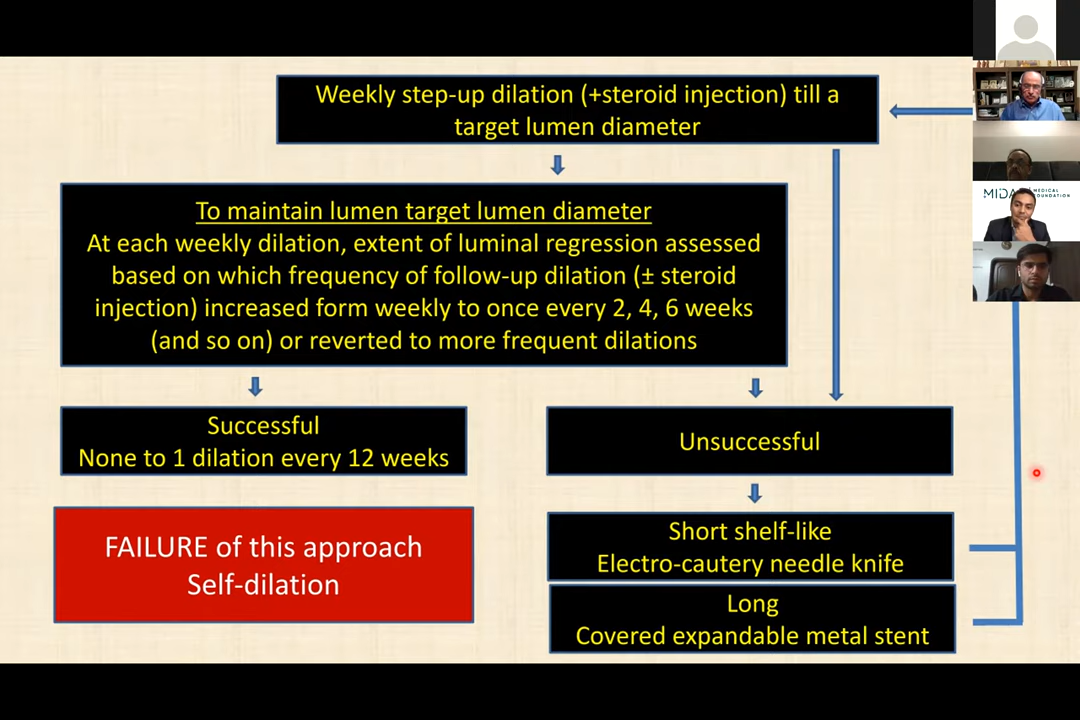 Weekly step-up dilation (+steroid injection) till a
target lumen diameter
To maintain lumen target lumen diameter
At each weekly dilation, extent of luminal regression assessed
based on which frequency of follow-up dilation (± steroid
injection) increased form weekly to once every 2, 4, 6 weeks
(and so on) or reverted to more frequent dilations
Successful
None to 1 dilation every 12 weeks
Unsuccessful
FAILURE of this approach
Self-dilation
Short shelf-like
Electro-cautery needle knife
Long
Covered expandable metal stent
MEDICAL